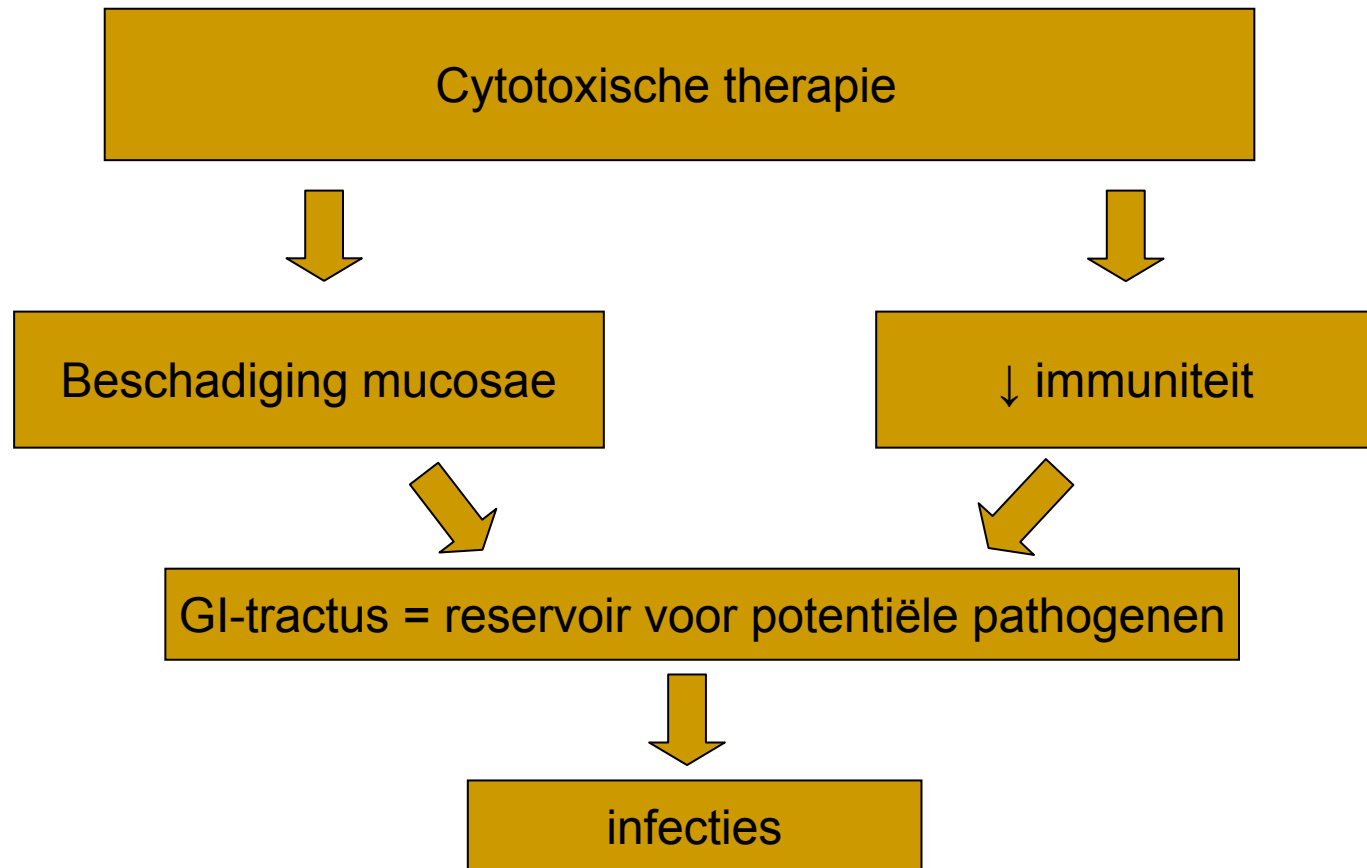 Cytotoxische therapie
Beschadiging mucosae
↓ immuniteit
GI-tractus = reservoir voor potentiële pathogenen
infecties